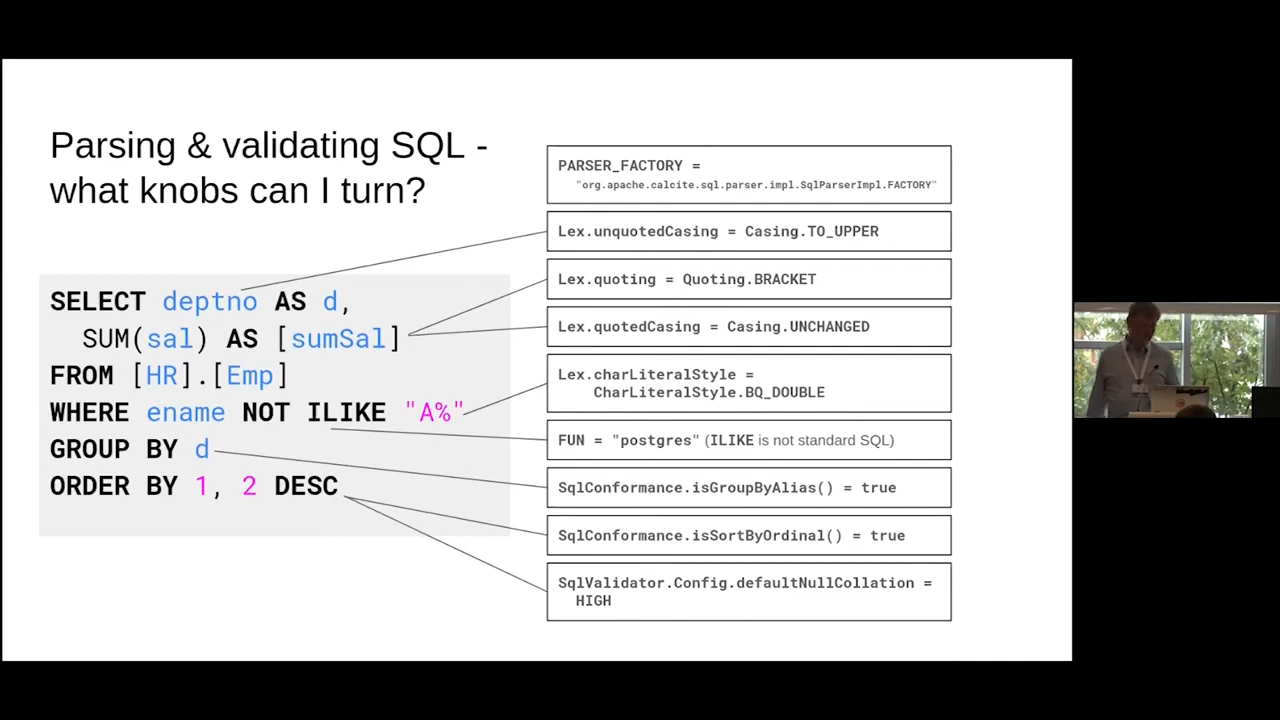 Parsing & validating SQL -
what knobs can I turn?
SELECT deptno AS d,
  SUM(sal) AS [sumSal]
FROM [HR].[Emp]
WHERE ename NOT ILIKE "A%"
GROUP BY d
ORDER BY 1, 2 DESC
PARSER_FACTORY =
"org.apache.calcite.sql.parser.impl.SqlParserImpl.FACTORY"
Lex.unquotedCasing = Casing.TO_UPPER
Lex.quoting = Quoting.BRACKET
Lex.quotedCasing = Casing.UNCHANGED
Lex.charLiteralStyle =
CharLiteralStyle.BQ_DOUBLE
FUN = "postgres" (ILIKE is not standard SQL)
SqlConformance.isGroupByAlias() = true
SqlConformance.isSortByOrdinal() = true
SqlValidator.Config.defaultNullCollation =
HIGH